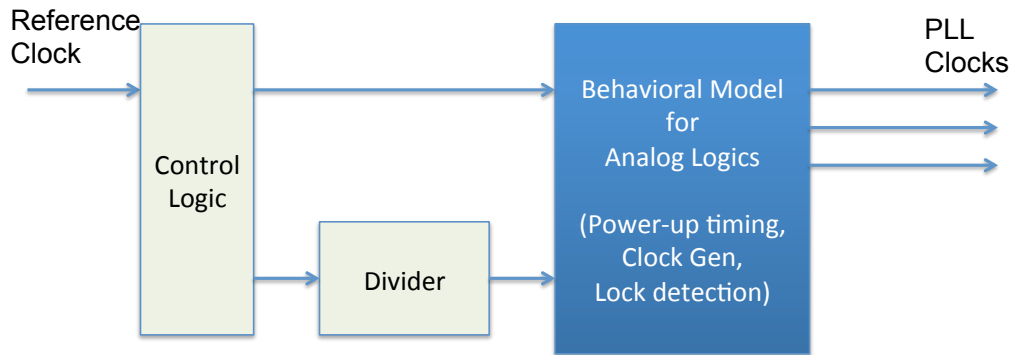 Reference
Clock
Control
Logic
Divider
Behavioral Model
for
Analog Logics
(Power-up timing,
Clock Gen,
Lock detection)
PLL
Clocks